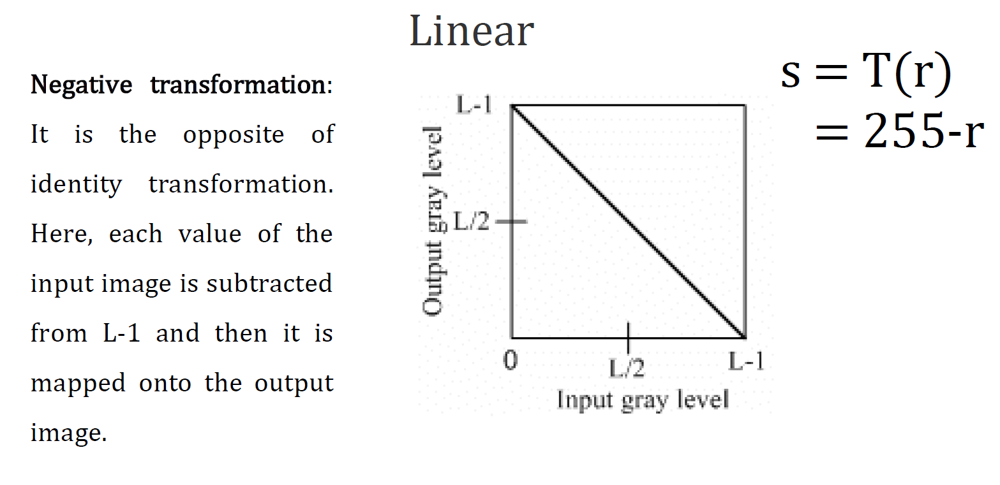 Linear
Negative transformation:
It is the opposite of
identity transformation.
Here, each value of the
input image is subtracted
from L-1 and then it is
mapped onto the output
image.
L-1
Output gray level
L/2
0
L/2
L-1
Input gray level
s = T(r)
= 255-r